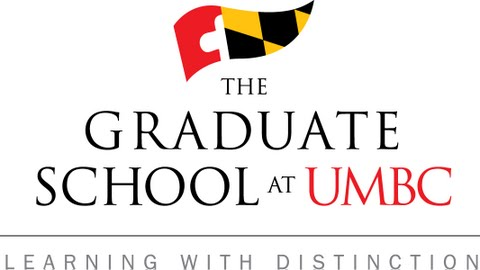 THE
GRADUATE
SCHOOL AT UMBC
LEARNING WITH DISTINCTION